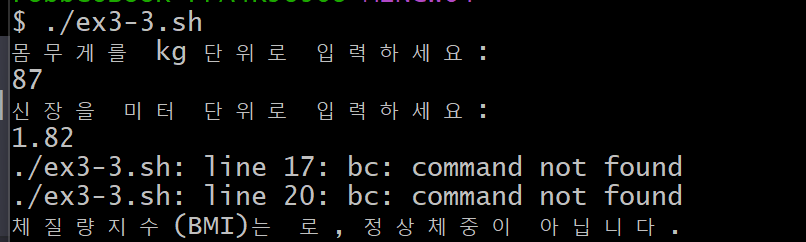 $ ./ex3-3.sh
몸무게를 kg 단위로 입력하세요:
87
신장을 미터 단위로 입력하세요:
1.82
./ex3-3.sh: line 17: bc: command not found
./ex3-3.sh: line 20: bc: command not found
체질량지수(BMI)는 로,정상체중이 아닙니다.